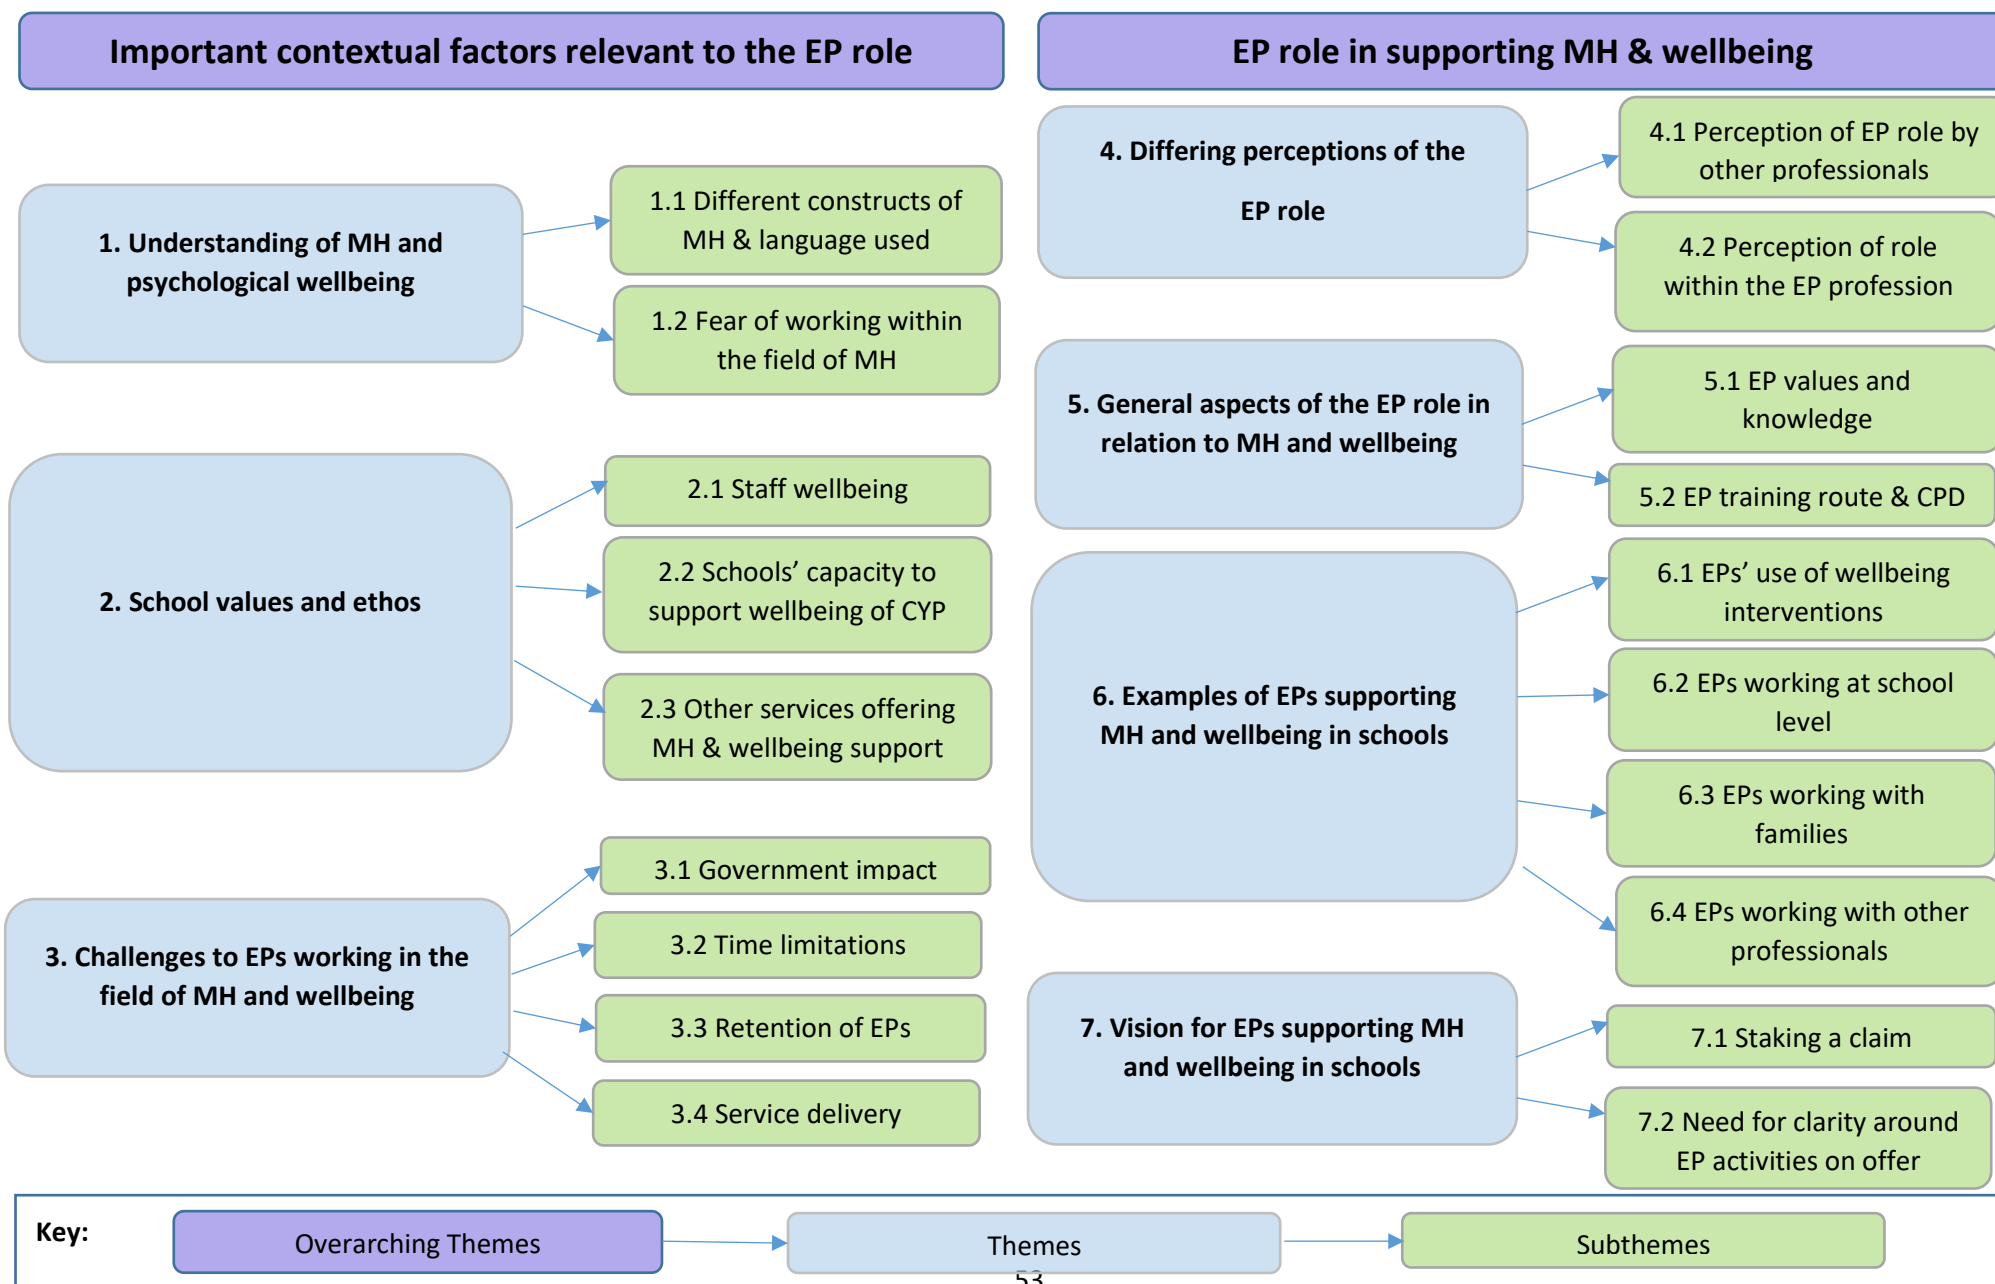 Important contextual factors relevant to the EP role
1. Understanding of MH and
psychological wellbeing
1.1 Different constructs of
MH & language used
1.2 Fear of working within
the field of MH
2. School values and ethos
2.1 Staff wellbeing
2.2 Schools’ capacity to
support wellbeing of CYP
2.3 Other services offering
MH & wellbeing support
3. Challenges to EPs working in the
field of MH and wellbeing
3.1 Government impact
3.2 Time limitations
3.3 Retention of EPs
3.4 Service delivery
EP role in supporting MH & wellbeing
4. Differing perceptions of the
EP role
4.1 Perception of EP role by
other professionals
4.2 Perception of role
within the EP profession
5. General aspects of the EP role in
relation to MH and wellbeing
5.1 EP values and
knowledge
5.2 EP training route & CPD
6. Examples of EPs supporting
MH and wellbeing in schools
6.1 EPs’ use of wellbeing
interventions
6.2 EPs working at school
level
6.3 EPs working with
families
6.4 EPs working with other
professionals
7. Vision for EPs supporting MH
and wellbeing in schools
7.1 Staking a claim
7.2 Need for clarity around
EP activities on offer
Key:
Overarching Themes
Themes
Subthemes
53